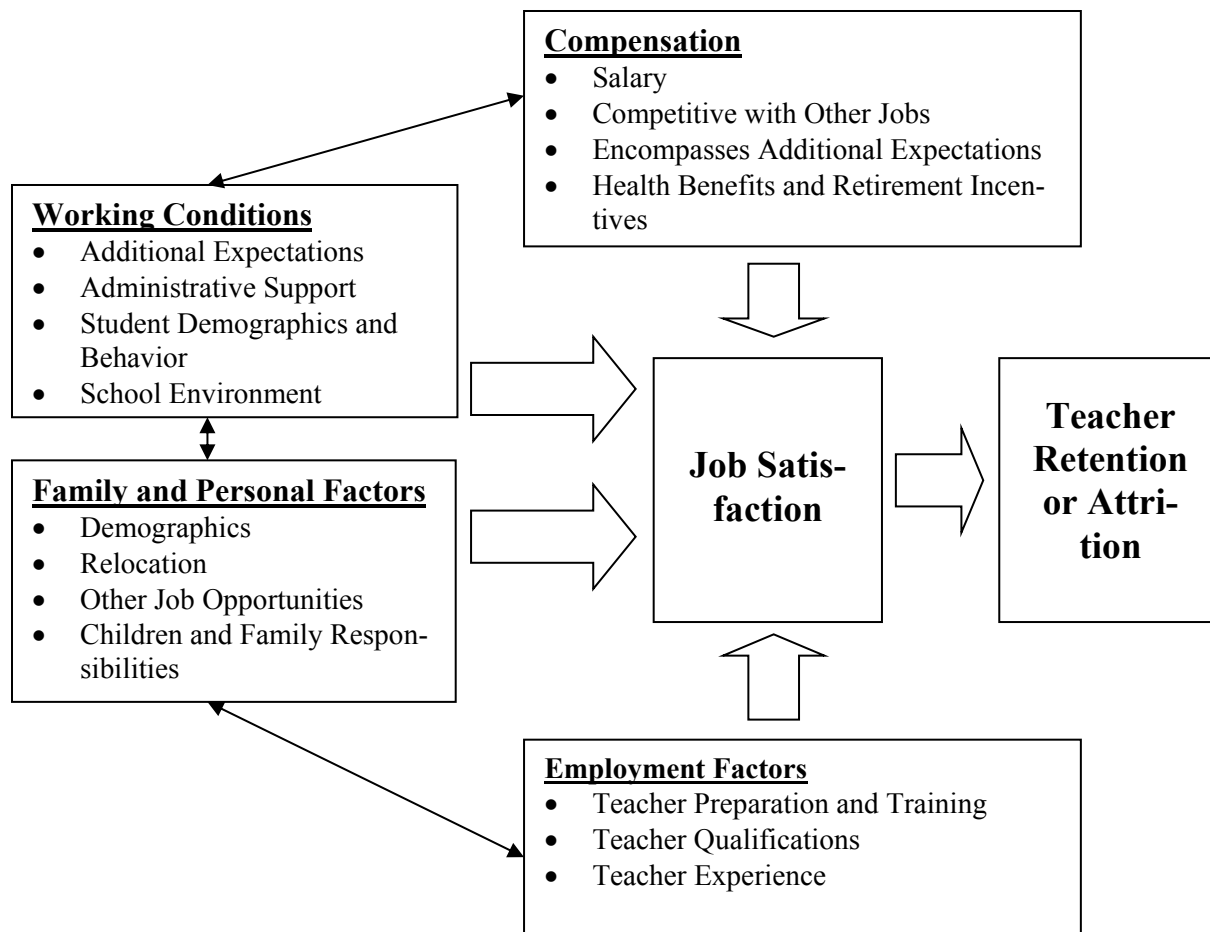 Compensation
• Salary
• Competitive with Other Jobs
• Encompasses Additional Expectations
• Health Benefits and Retirement Incen-
tives
Working Conditions
• Additional Expectations
• Administrative Support
• Student Demographics and
Behavior
• School Environment
Family and Personal Factors
• Demographics
• Relocation
• Other Job Opportunities
• Children and Family Respon-
sibilities
Job Satis-
faction
Teacher
Retention
or Attri-
tion
Employment Factors
• Teacher Preparation and Training
• Teacher Qualifications
• Teacher Experience